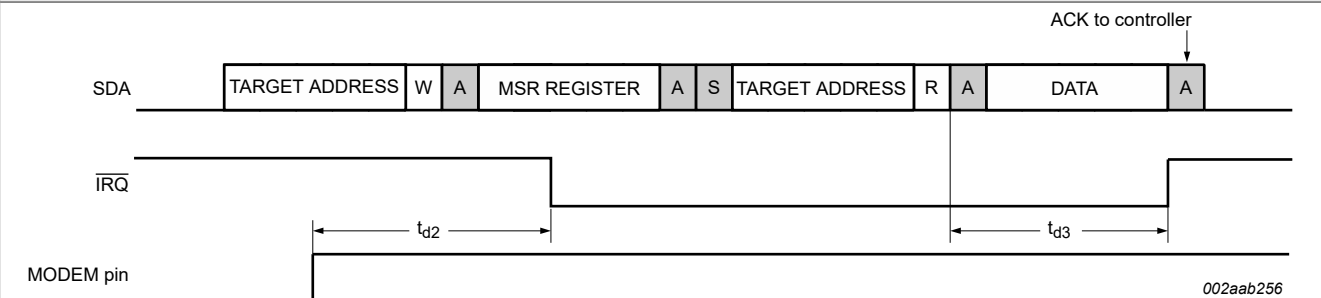 ACK to controller
SDA TARGET ADDRESS W A MSR REGISTER A S TARGET ADDRESS R A DATA A
IRQ
td2 td3
MODEM pin
002aab256